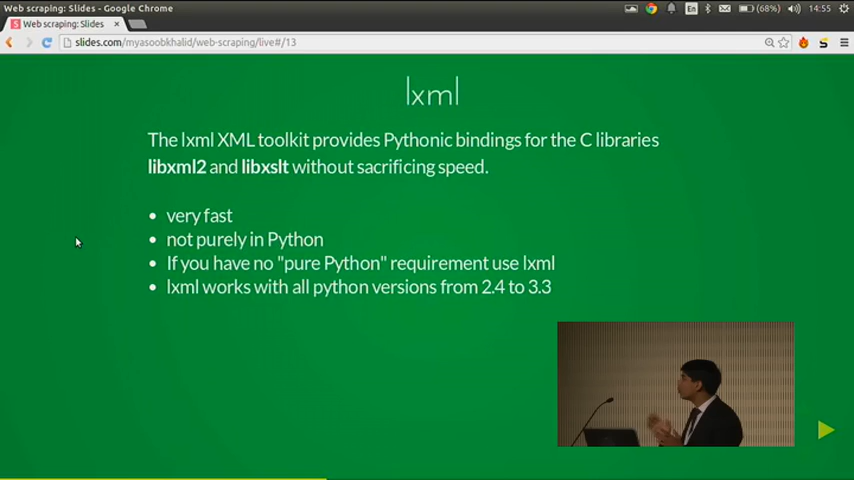 Web scraping: Slides - Google Chrome
En
(68%)
14:55
S
Web scraping: Slides
slides.com/myasoobkhalid/web-scraping/live#/13
S
lxml
The lxml XML toolkit provides Pythonic bindings for the C libraries
libxml2 and libxslt without sacrificing speed.
• very fast
• not purely in Python
• If you have no "pure Python" requirement use lxml
• lxml works with all python versions from 2.4 to 3.3